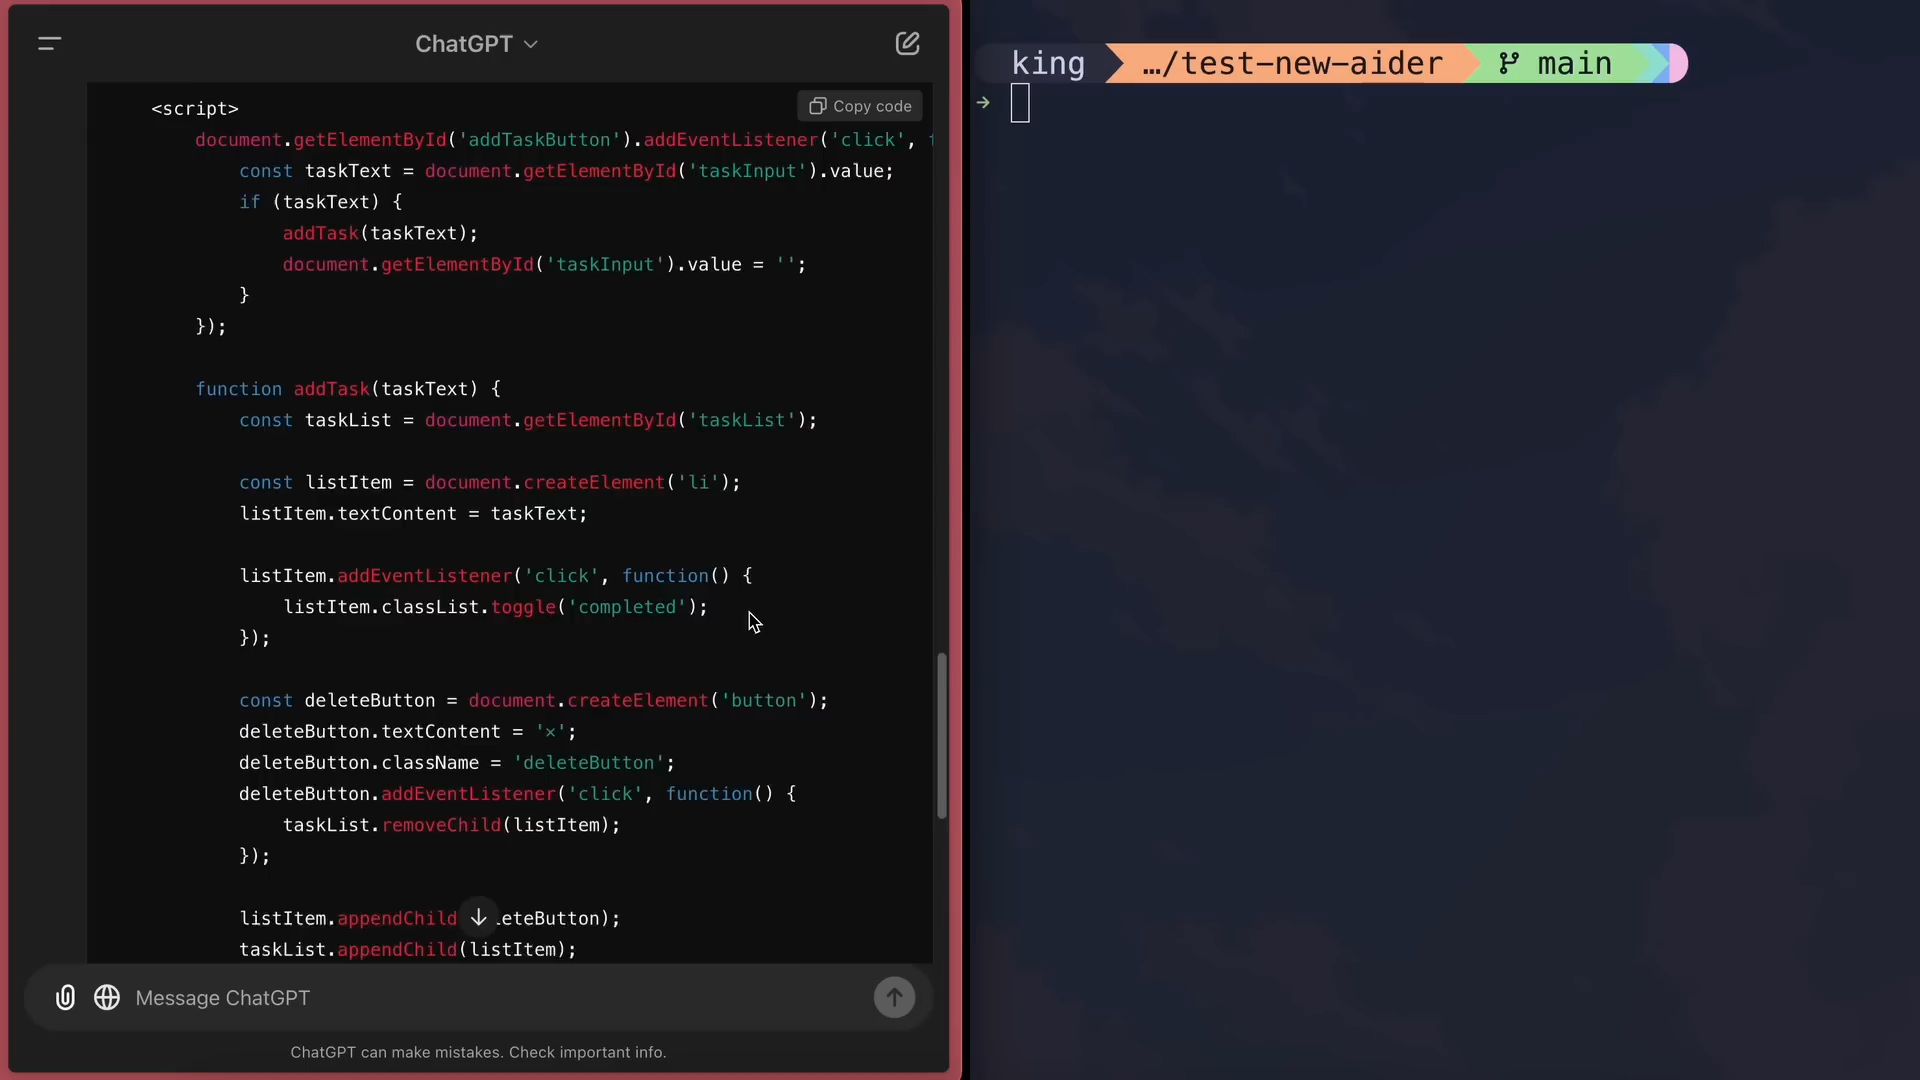 ChatGPT
<script>
Copy code
document.getElementById('addTaskButton').addEventListener('click',
const taskText = document.getElementById('taskInput').value;
if (taskText) {
addTask(taskText);
document.getElementById('taskInput').value = '';
}
});
function addTask(taskText) {
const taskList = document.getElementById('taskList');
const listItem = document.createElement('li');
listItem.textContent = taskText;
listItem.addEventListener('click', function() {
listItem.classList.toggle('completed');
});
const deleteButton = document.createElement('button');
deleteButton.textContent = '×';
deleteButton.className = 'deleteButton';
deleteButton.addEventListener('click', function() {
taskList.removeChild(listItem);
});
listItem.appendChild leteButton);
taskList.appendChild(listItem);
Message ChatGPT
ChatGPT can make mistakes. Check important info.
king …/test-new-aider main